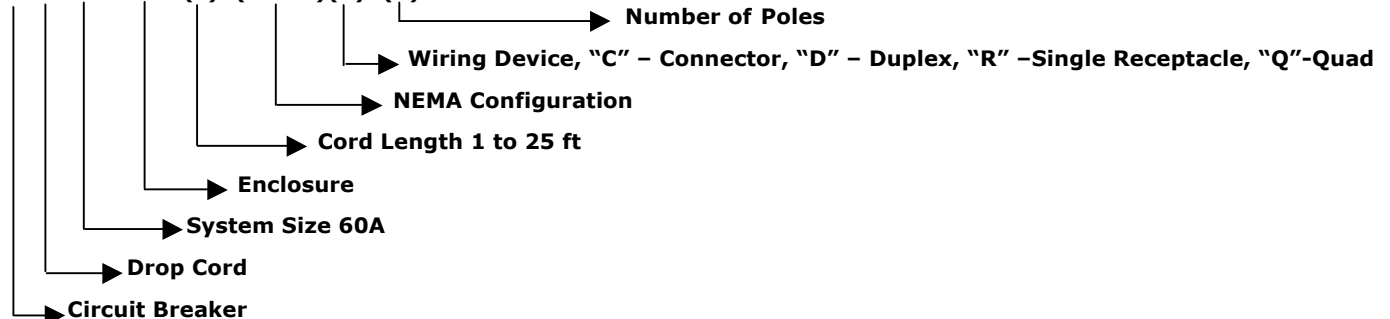 Number of Poles
Wiring Device, “C” – Connector, “D” – Duplex, “R” –Single Receptacle, “Q”-Quad
NEMA Configuration
Cord Length 1 to 25 ft
Enclosure
System Size 60A
Drop Cord
Circuit Breaker